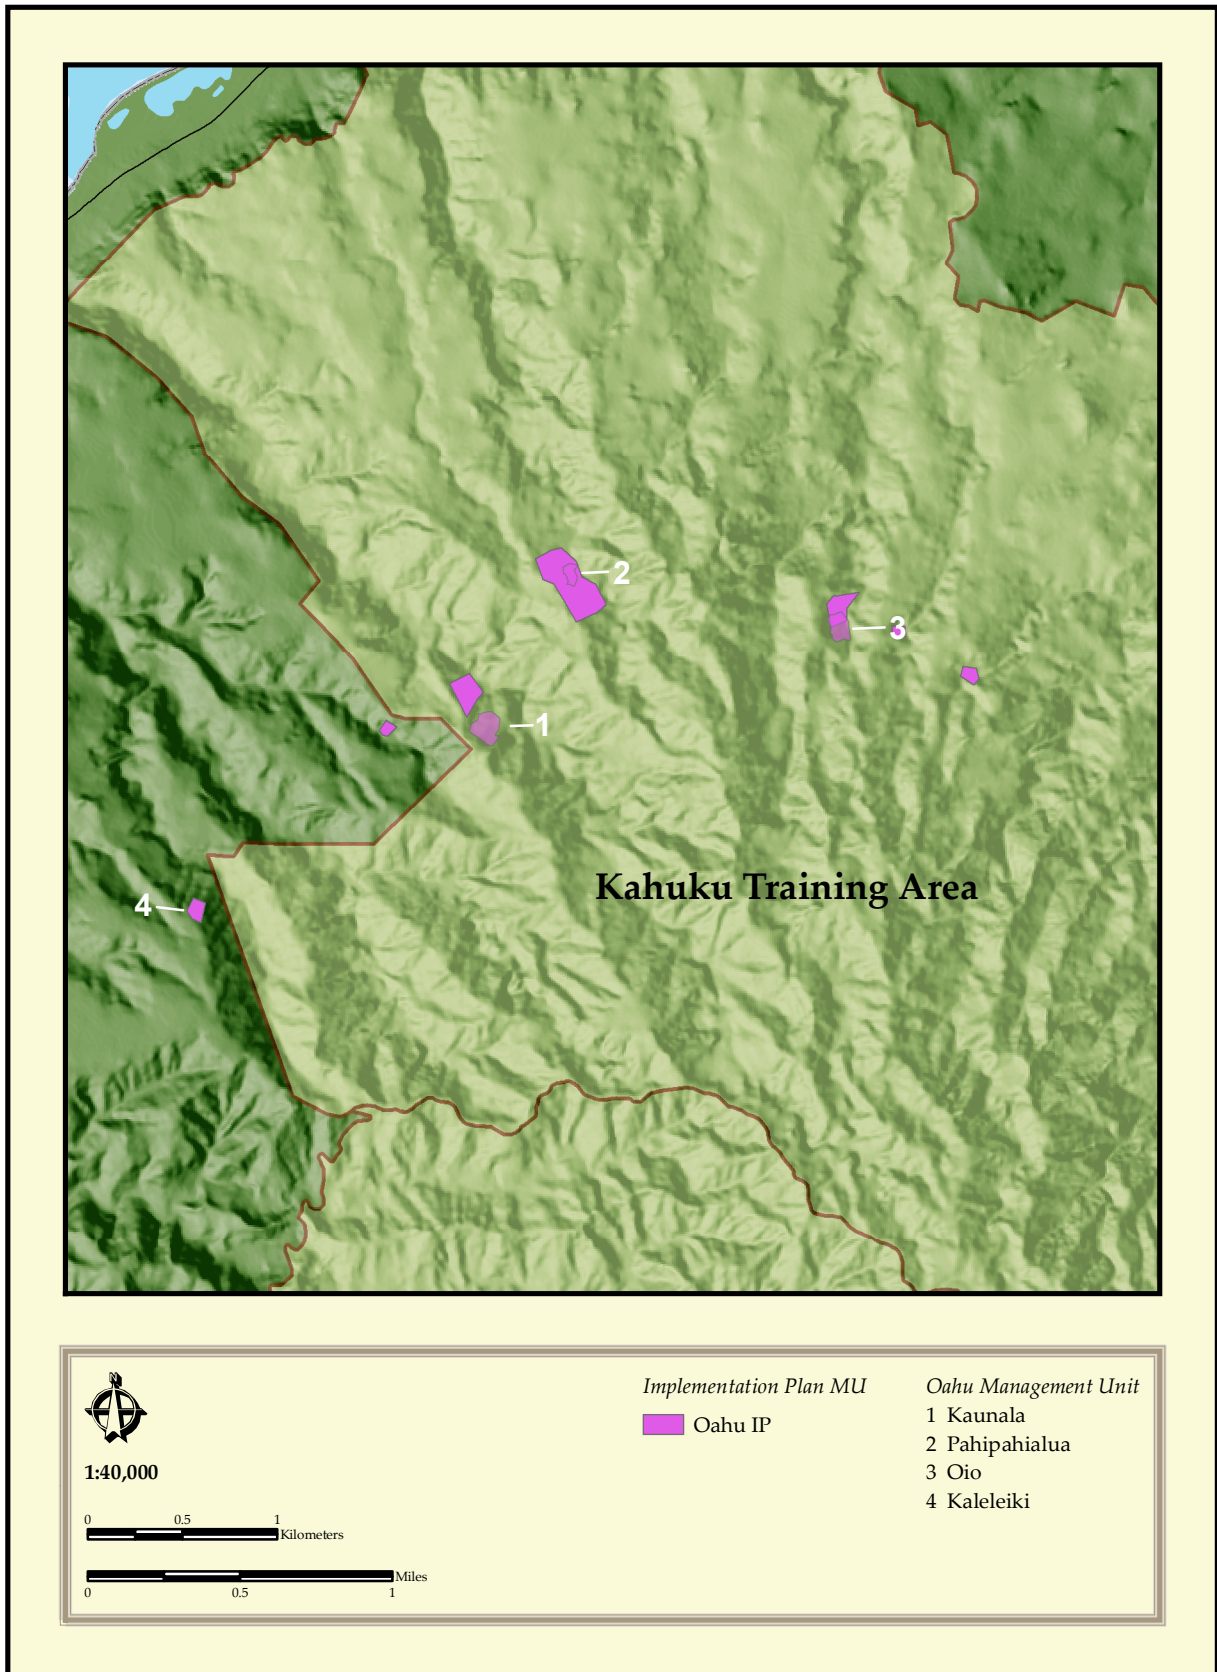 2
3
1
Kahuku Training Area
4
N
Implementation Plan MU
Oahu IP
Oahu Management Unit
1 Kaunala
2 Pahipahialua
3 Oio
4 Kaleleiki
1:40,000
0 0.5 1
Kilometers
Miles
0 0.5 1